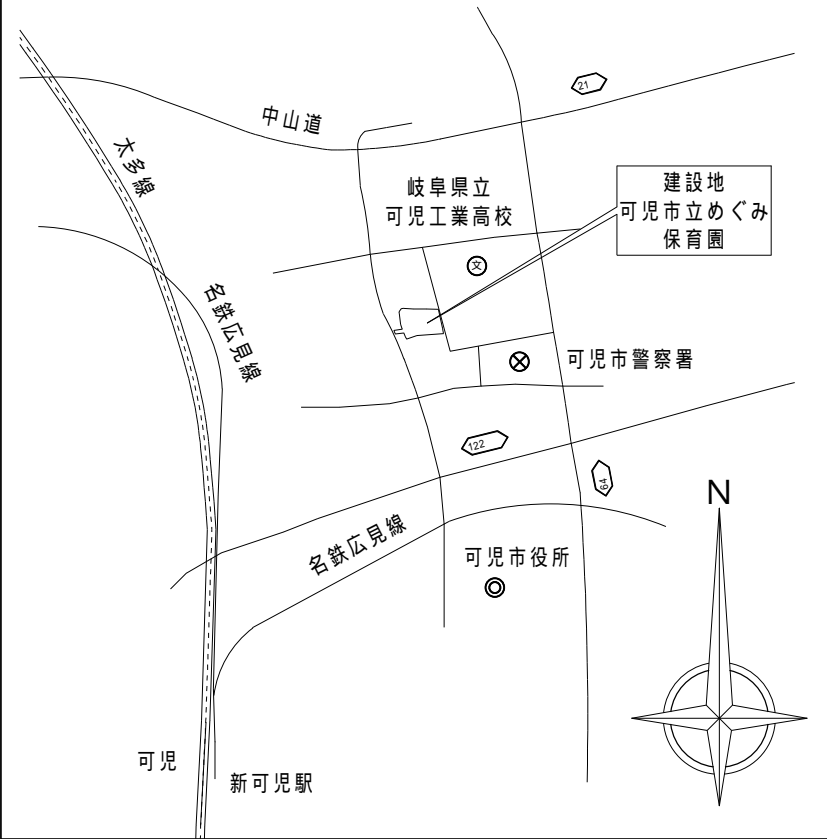 21
中山道
太多線
岐阜県立
可児工業高校
建設地
可児市立めぐみ
保育園
文
名鉄広見線
可児市警察署
122
64
N
名鉄広見線
可児市役所
可児
新可児駅